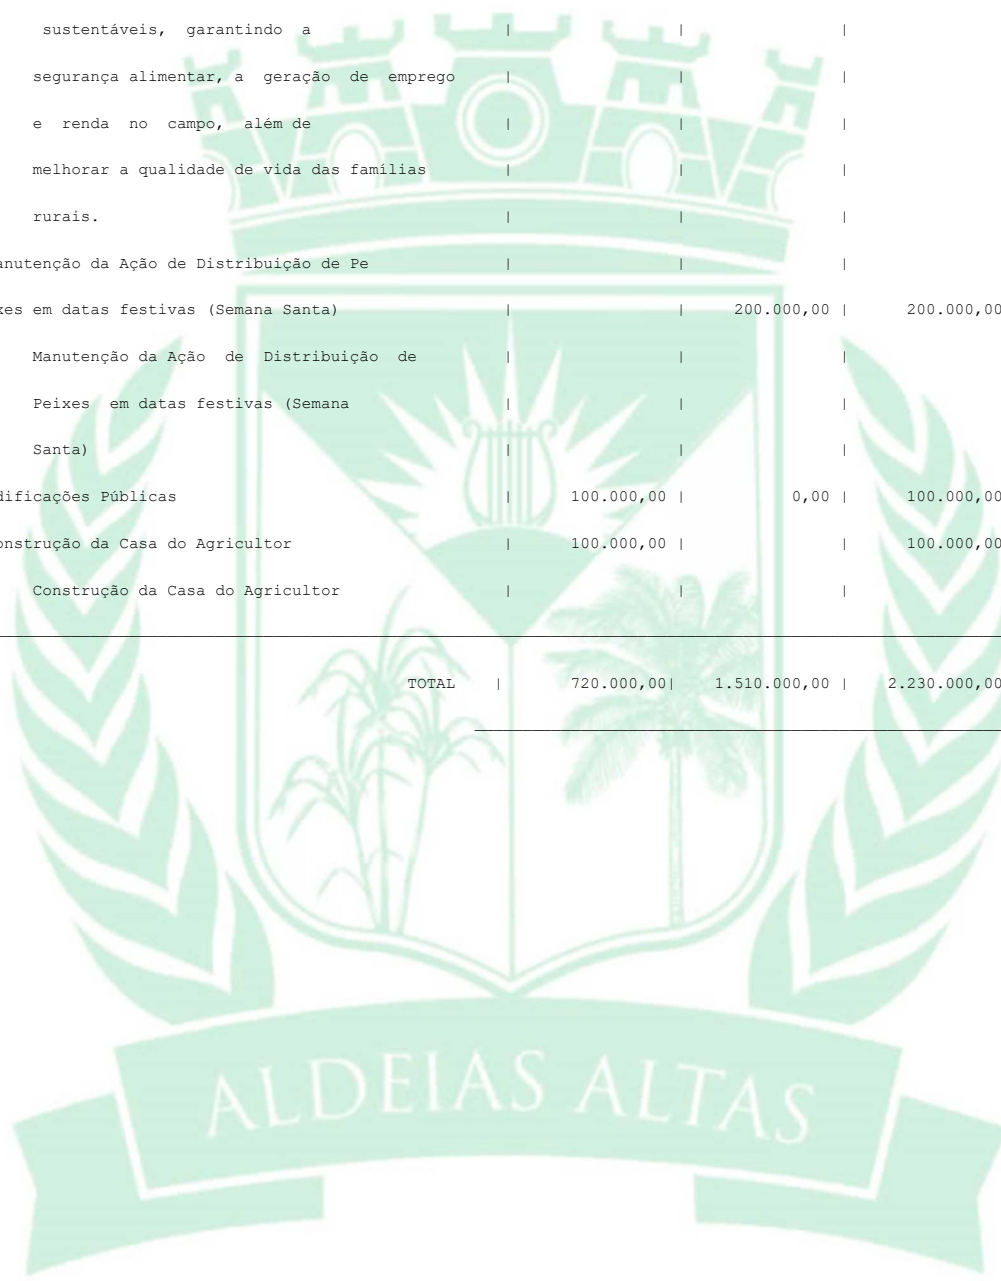 sustentáveis, garantindo a | | |
segurança alimentar, a geração de emprego | | |
e renda no campo, além de | | |
melhorar a qualidade de vida das famílias | | |
rurais. | | |
anutenção da Ação de Distribuição de Pe | | |
xes em datas festivas (Semana Santa) | | 200.000,00 | 200.000,00
Manutenção da Ação de Distribuição de | | |
Peixes em datas festivas (Semana | | |
Santa) | | |
dificações Públicas | 100.000,00 | 0,00 | 100.000,00
onstrução da Casa do Agricultor | 100.000,00 | | 100.000,00
Construção da Casa do Agricultor | | |
TOTAL | 720.000,00| 1.510.000,00 | 2.230.000,00
ALDEIAS ALTAS